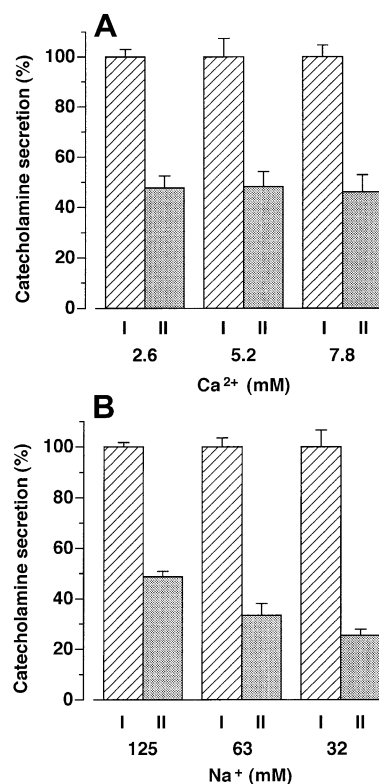 A
Catecholamine secretion (%)
100
80
60
40
20
0
I II I II I II
2.6 5.2 7.8
Ca²⁺ (mM)
B
Catecholamine secretion (%)
100
80
60
40
20
0
I II I II I II
125 63 32
Na⁺ (mM)